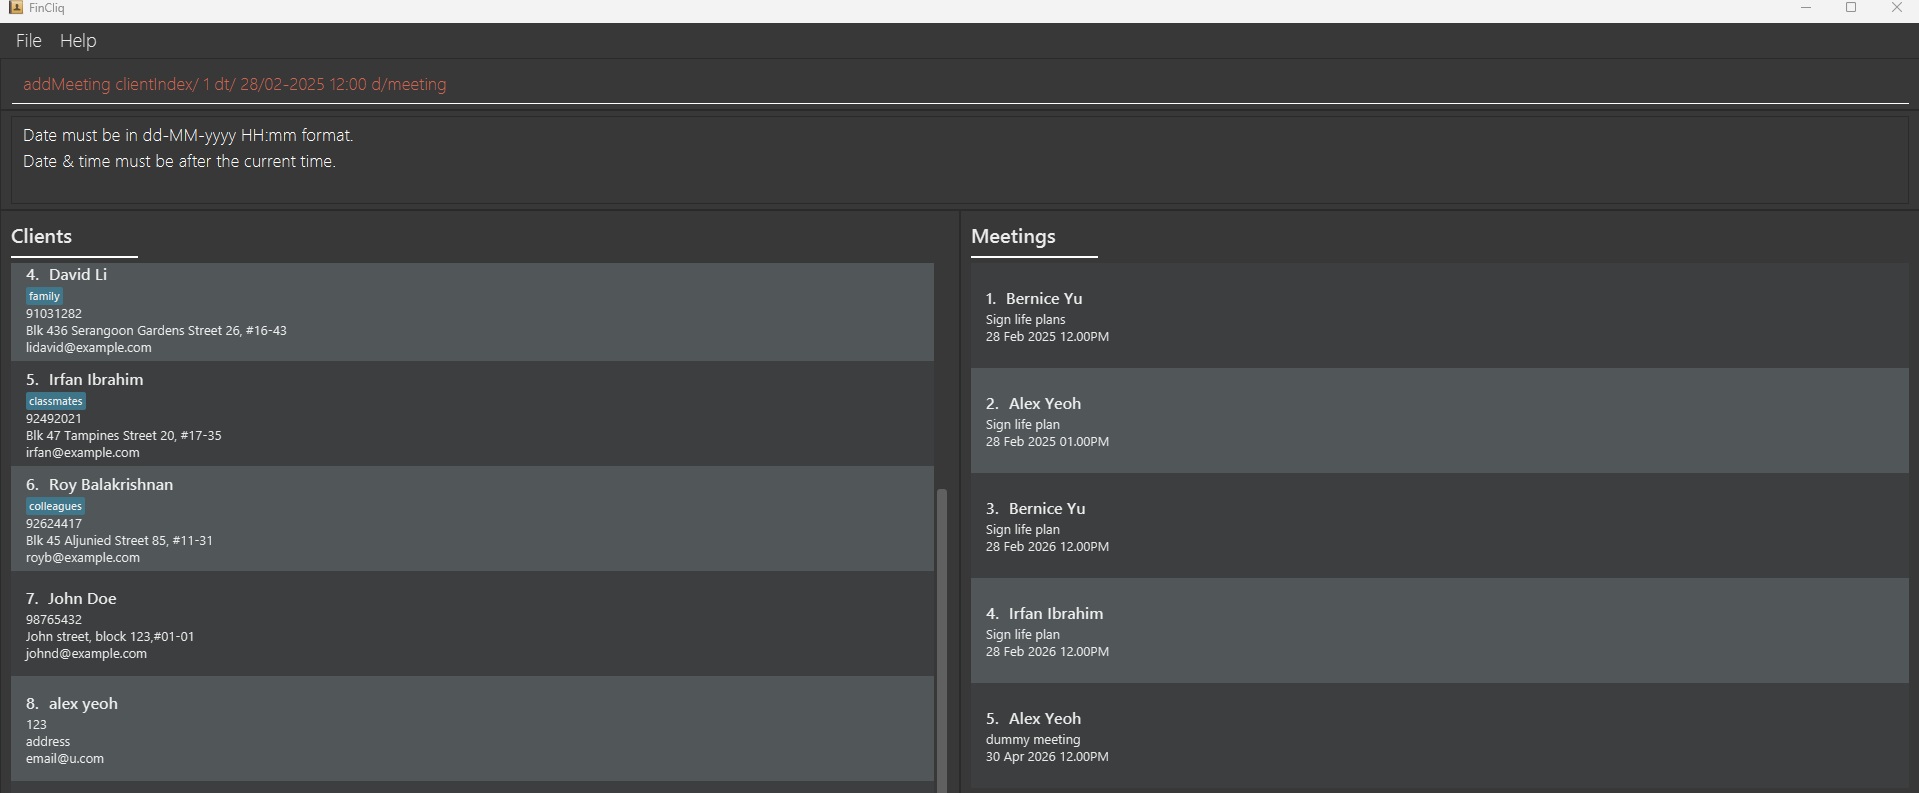 FinCliq
File Help
addMeeting clientIndex/ 1 dt/ 28/02-2025 12:00 d/meeting
Date must be in dd-MM-yyyy HH:mm format.
Date & time must be after the current time.
Clients
4. David Li
family
91031282
Blk 436 Serangoon Gardens Street 26, #16-43
lidavid@example.com
5. Irfan Ibrahim
classmates
92492021
Blk 47 Tampines Street 20, #17-35
irfan@example.com
6. Roy Balakrishnan
colleagues
92624417
Blk 45 Aljunied Street 85, #11-31
royb@example.com
7. John Doe
98765432
John street, block 123,#01-01
johnd@example.com
8. alex yeoh
123
address
email@u.com
Meetings
1. Bernice Yu
Sign life plans
28 Feb 2025 12.00PM
2. Alex Yeoh
Sign life plan
28 Feb 2025 01.00PM
3. Bernice Yu
Sign life plan
28 Feb 2026 12.00PM
4. Irfan Ibrahim
Sign life plan
28 Feb 2026 12.00PM
5. Alex Yeoh
dummy meeting
30 Apr 2026 12.00PM